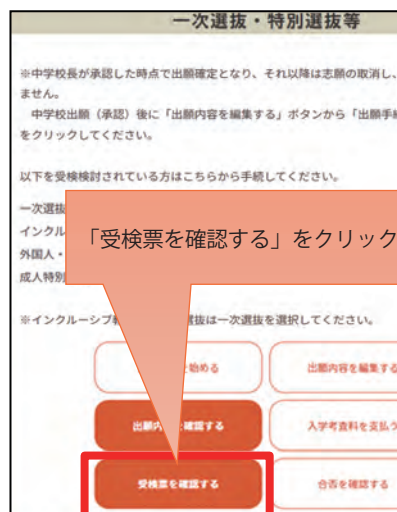 一次選抜・特別選抜等
※中学校長が承認した時点で出願確定となり、それ以降は志願の取消し、
ません。
中学校出願（承認）後に「出願内容を編集する」ボタンから「出願手続
をクリックしてください。
以下を受検検討されている方はこちらから手続してください。
一次選抜
インクル
外国人・
成人特別
「受検票を確認する」をクリック
※インクルーシブ 選抜は一次選抜を選択してください。
を始める
出願内容を編集する
出願内 を確認する
入学考査料を支払う
受検票を確認する
合否を確認する